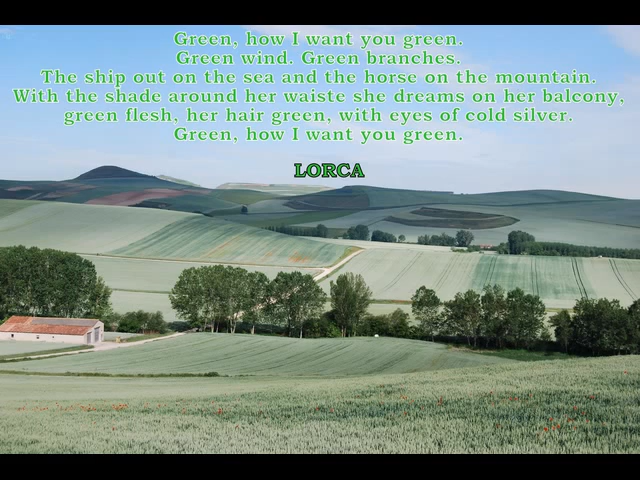 Green, how I want you green.
Green wind. Green branches.
The ship out on the sea and the horse on the mountain.
With the shade around her waiste she dreams on her balcony,
green flesh, her hair green, with eyes of cold silver.
Green, how I want you green.
LORCA